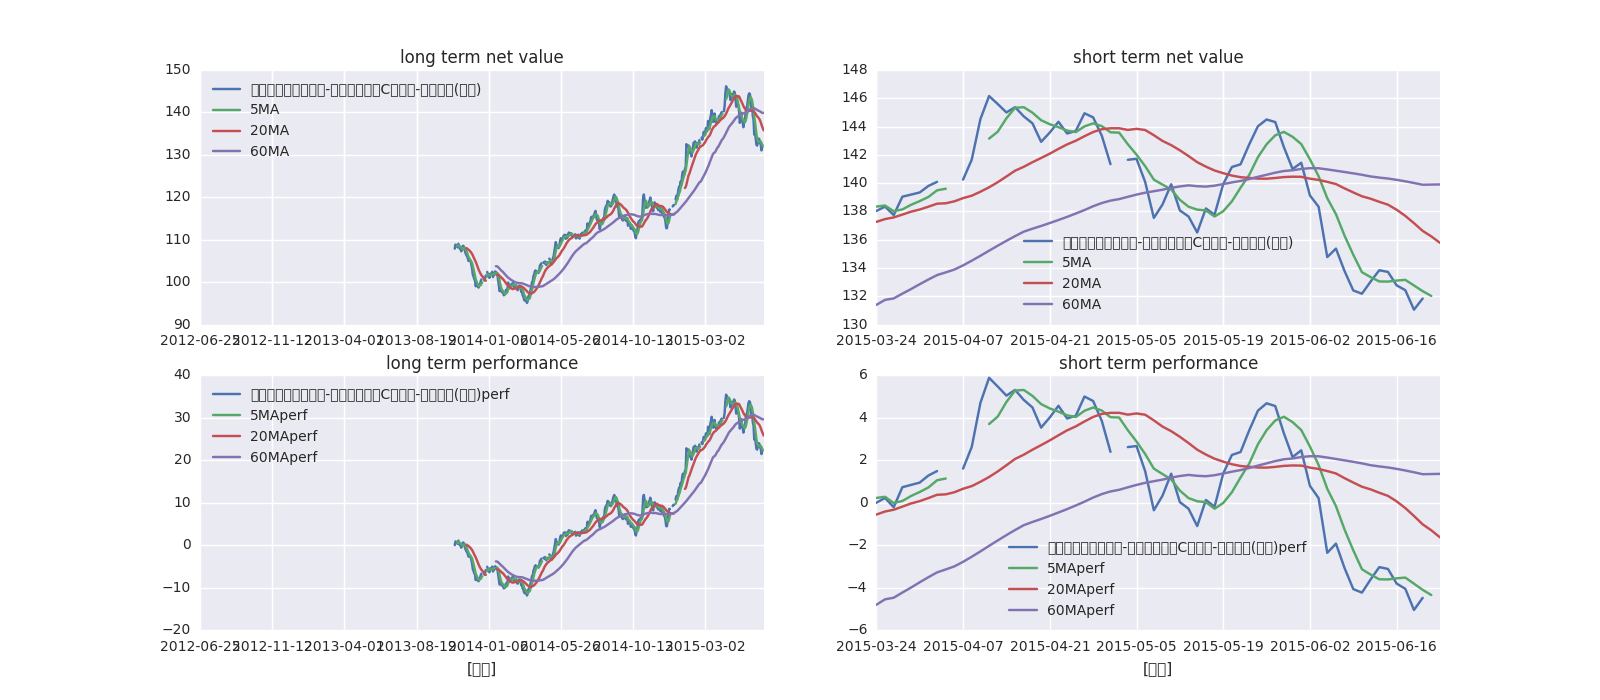 long term net value
150
140
130
120
110
100
90
-C-()
5MA
20MA
60MA
2012-06-25 2012-11-12 2013-04-01 2013-08-19 2014-01-06 2014-05-26 2014-10-13 2015-03-02
short term net value
148
146
144
142
140
138
136
134
132
130
-C-()
5MA
20MA
60MA
2015-03-24 2015-04-07 2015-04-21 2015-05-05 2015-05-19 2015-06-02 2015-06-16
long term performance
40
30
20
10
0
−10
−20
-C-()perf
5MAperf
20MAperf
60MAperf
2012-06-25 2012-11-12 2013-04-01 2013-08-19 2014-01-06 2014-05-26 2014-10-13 2015-03-02
[]
short term performance
6
4
2
0
−2
−4
−6
-C-()perf
5MAperf
20MAperf
60MAperf
2015-03-24 2015-04-07 2015-04-21 2015-05-05 2015-05-19 2015-06-02 2015-06-16
[]